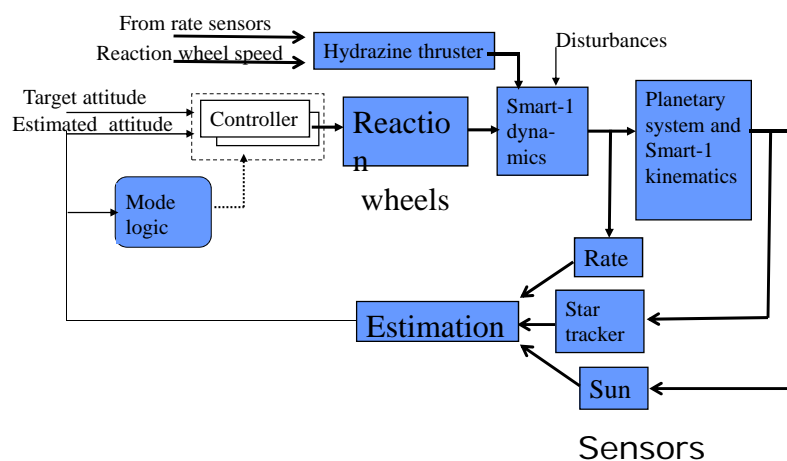 From rate sensors
Reaction wheel speed
Hydrazine thruster
Disturbances
Target attitude
Estimated attitude
Controller
Reactio
n
wheels
Smart-1
dyna-
mics
Planetary
system and
Smart-1
kinematics
Mode
logic
Rate
Estimation
Star
tracker
Sun
Sensors